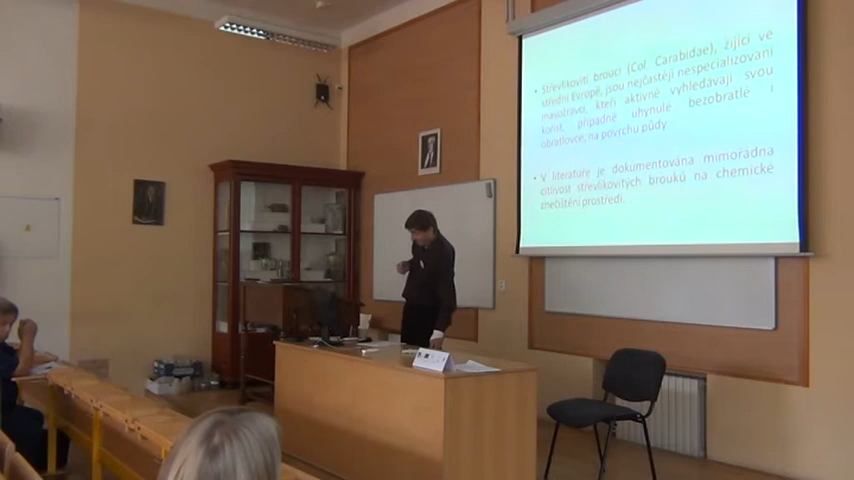 • Střevlíkovití brouci (Col. Carabidae), žijící ve
střední Evropě, jsou nejčastěji nespecializovaní
masožravci, kteří aktivně vyhledávají svou
kořist, případně uhynulé bezobratlé i
obratlovce, na povrchu půdy
• V literatuře je dokumentována mimořádná
citlivost střevlíkovitých brouků na chemické
znečištění prostředí.